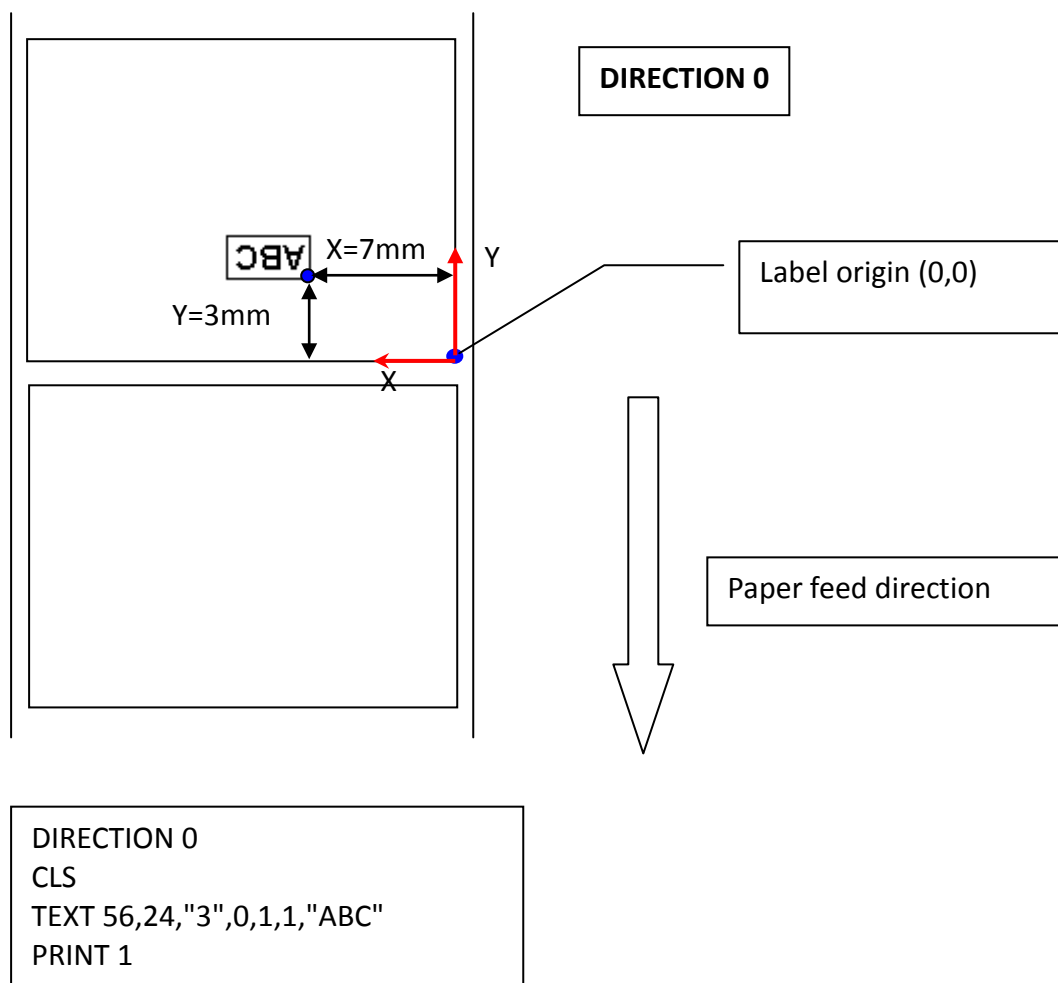 DIRECTION 0
ABC
X=7mm
Y
Label origin (0,0)
Y=3mm
X
Paper feed direction
DIRECTION 0
CLS
TEXT 56,24,"3",0,1,1,"ABC"
PRINT 1